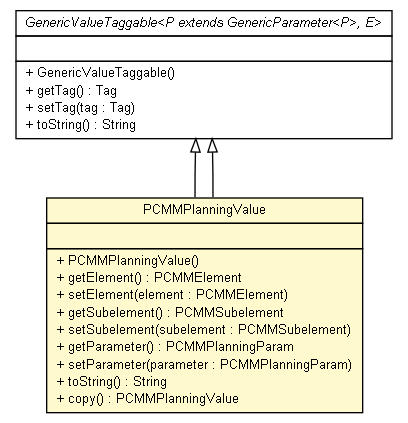 GenericValueTaggable<P extends GenericParameter<P>, E>
+ GenericValueTaggable()
+ getTag() : Tag
+ setTag(tag : Tag)
+ toString() : String
PCMMPlanningValue
+ PCMMPlanningValue()
+ getElement() : PCMMElement
+ setElement(element : PCMMElement)
+ getSubelement() : PCMMSubelement
+ setSubelement(subelement : PCMMSubelement)
+ getParameter() : PCMMPlanningParam
+ setParameter(parameter : PCMMPlanningParam)
+ toString() : String
+ copy() : PCMMPlanningValue